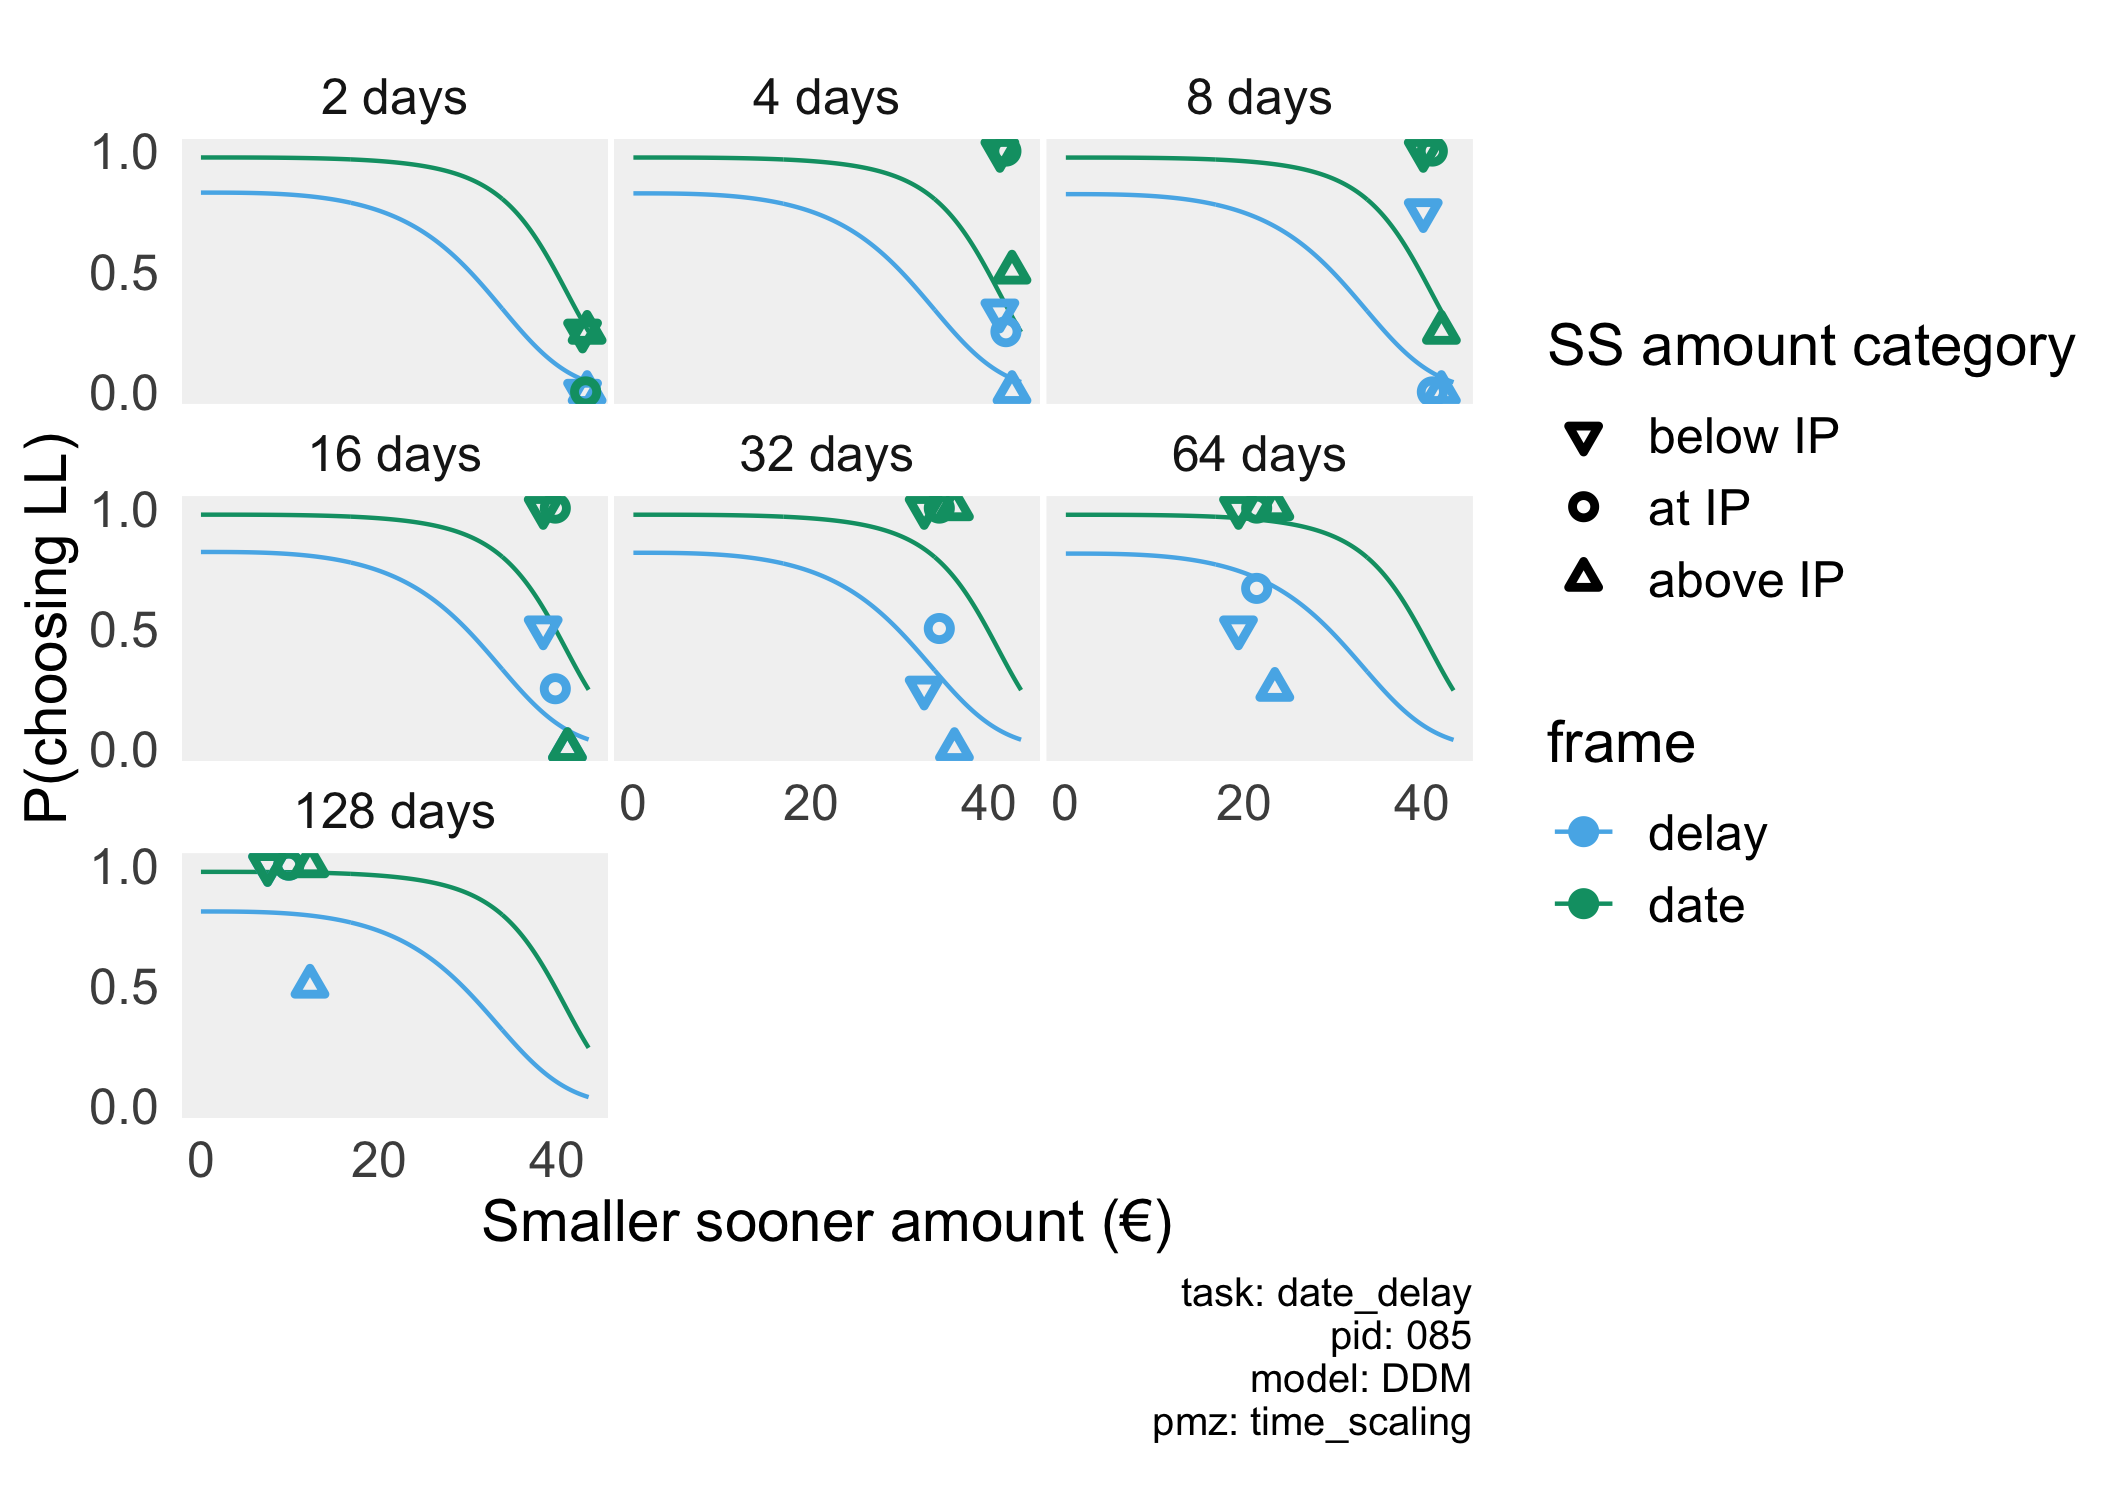 2 days
4 days
8 days
1.0
0.5
0.0
16 days
32 days
64 days
1.0
0.5
0.0
0
20
40
0
20
40
128 days
1.0
0.5
0.0
0
20
40
P(choosing LL)
Smaller sooner amount (€)
SS amount category
below IP
at IP
above IP
frame
delay
date
task: date_delay
pid: 085
model: DDM
pmz: time_scaling